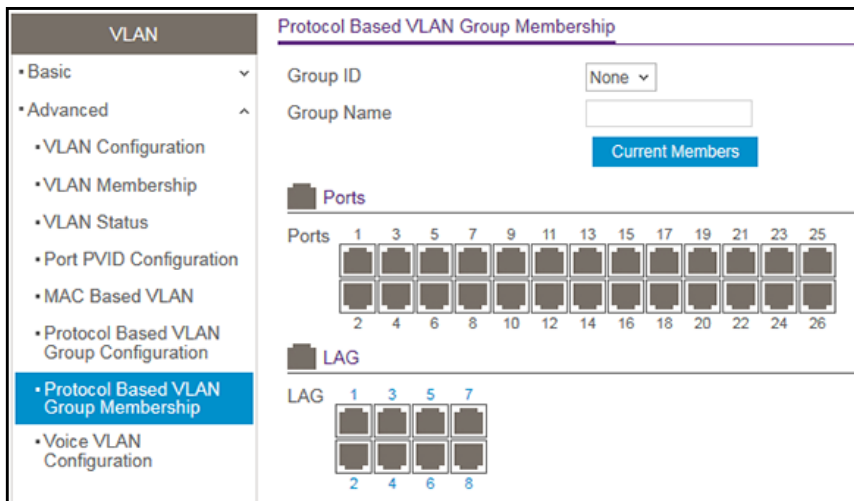 VLAN
Basic
Advanced
VLAN Configuration
VLAN Membership
VLAN Status
Port PVID Configuration
MAC Based VLAN
Protocol Based VLAN
Group Configuration
Protocol Based VLAN
Group Membership
Voice VLAN
Configuration
Protocol Based VLAN Group Membership
Group ID
None
Group Name
Current Members
Ports
Ports 1 3 5 7 9 11 13 15 17 19 21 23 25
2 4 6 8 10 12 14 16 18 20 22 24 26
LAG
LAG 1 3 5 7
2 4 6 8